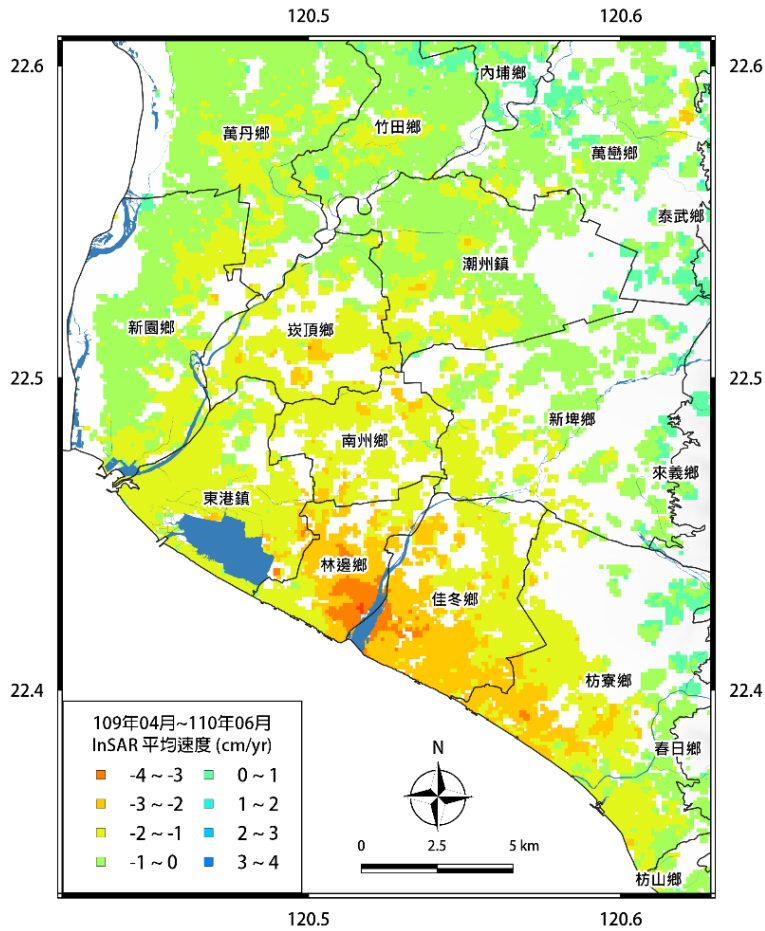 120.5
120.6
22.6
22.6
內埔鄉
竹田鄉
萬丹鄉
萬巒鄉
泰武鄉
潮州鎮
新園鄉
崁頂鄉
22.5
22.5
新埤鄉
南州鄉
來義鄉
東港鎮
林邊鄉
佳冬鄉
枋寮鄉
22.4
22.4
春日鄉
枋山鄉
109年04月~110年06月
InSAR 平均速度 (cm/yr)
-4 ~ -3
0 ~ 1
-3 ~ -2
1 ~ 2
-2 ~ -1
2 ~ 3
-1 ~ 0
3 ~ 4
N
0
2.5
5 km
120.5
120.6